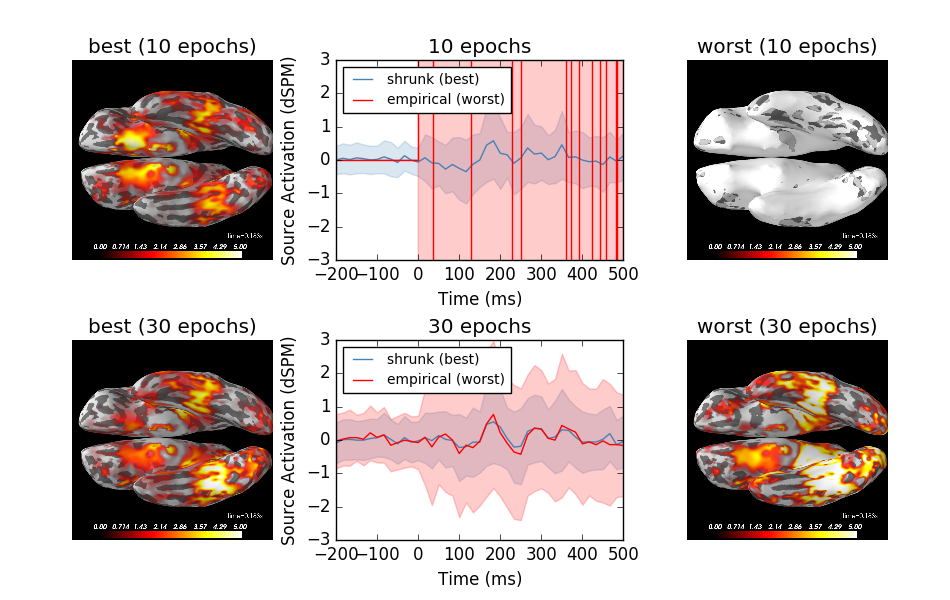 best (10 epochs)
10 epochs
worst (10 epochs)
Source Activation (dSPM)
3
2
1
0
−1
−2
−3
shrunk (best)
empirical (worst)
−200
−100
0
100
200
300
400
500
Time (ms)
time=0.183s
0.00 0.714 1.43 2.14 2.86 3.57 4.29 5.00
time=0.183s
0.00 0.714 1.43 2.14 2.86 3.57 4.29 5.00
best (30 epochs)
30 epochs
worst (30 epochs)
Source Activation (dSPM)
3
2
1
0
−1
−2
−3
shrunk (best)
empirical (worst)
−200
−100
0
100
200
300
400
500
Time (ms)
time=0.183s
0.00 0.714 1.43 2.14 2.86 3.57 4.29 5.00
time=0.183s
0.00 0.714 1.43 2.14 2.86 3.57 4.29 5.00